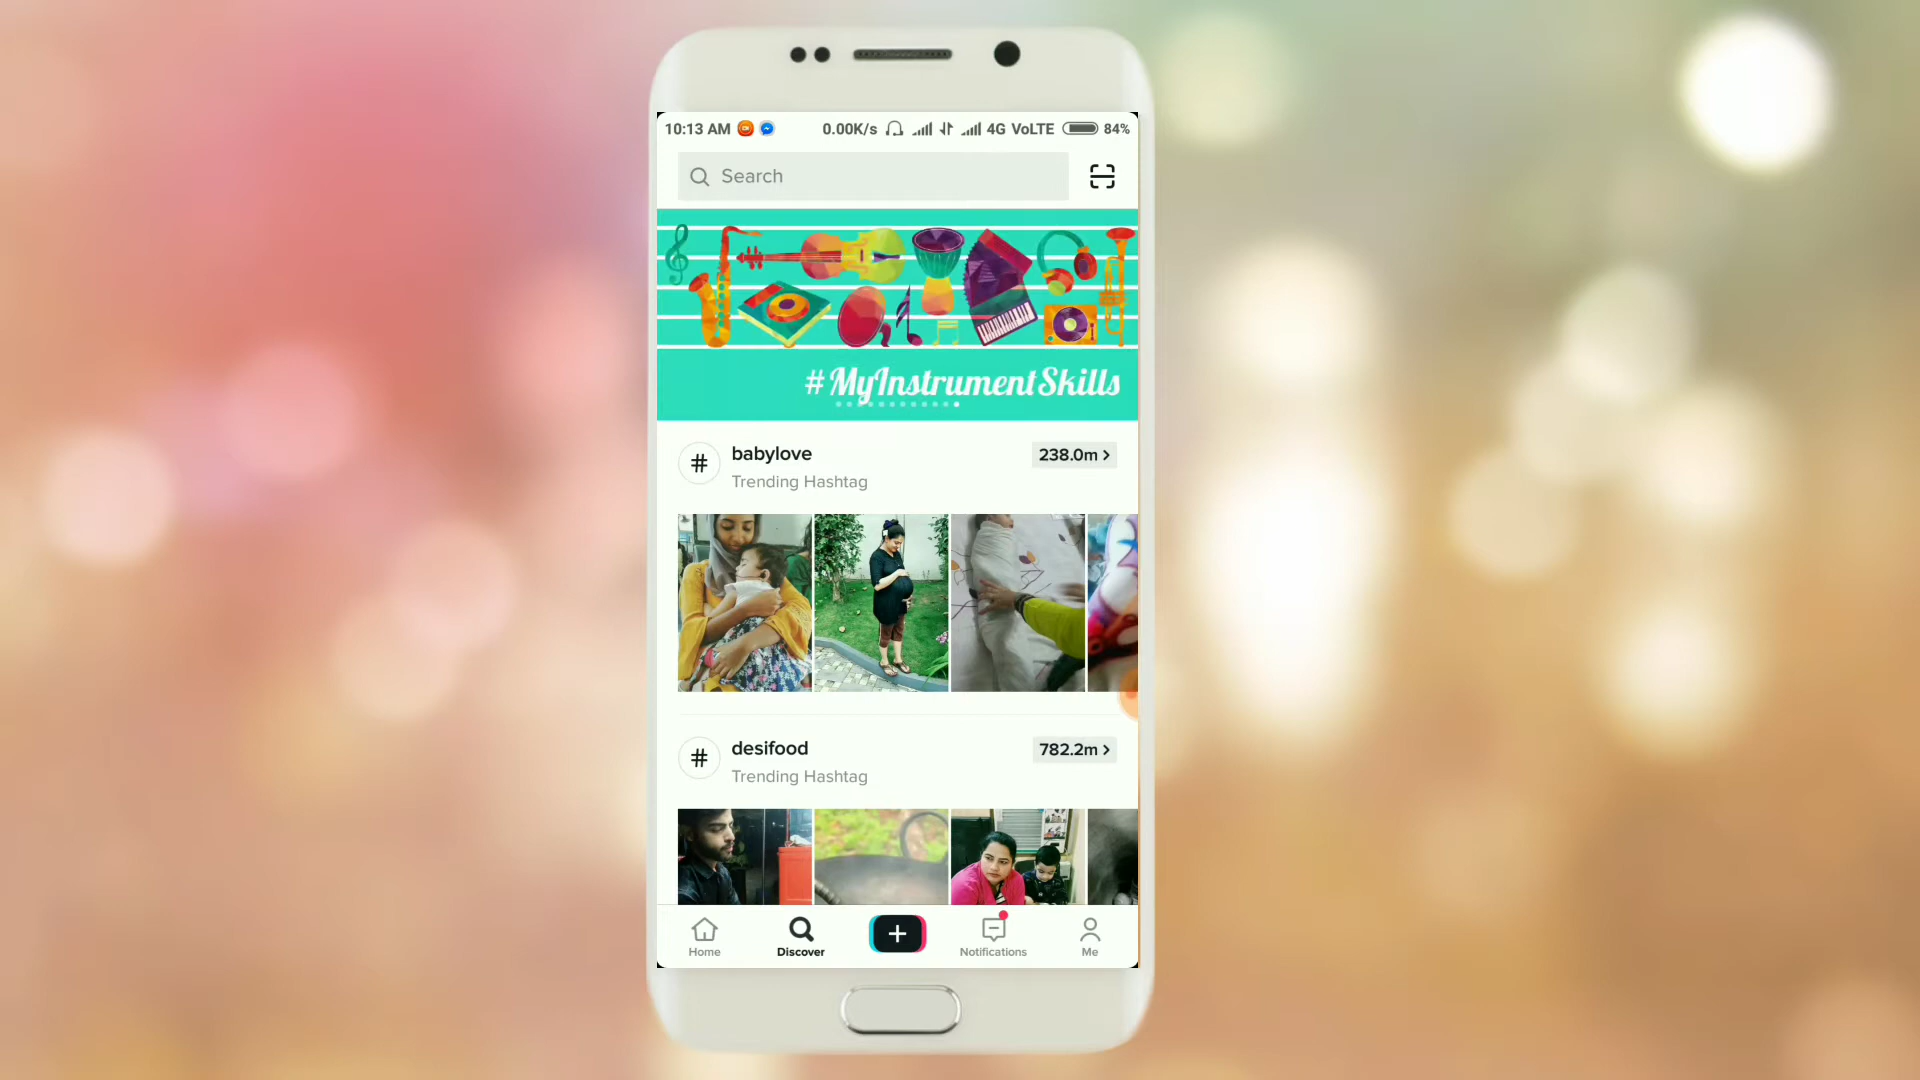 10:13 AM 0.00K/s 4G VoLTE 84%
Search
#MyInstrumentSkills
# babylove 238.0m >
Trending Hashtag
# desifood 782.2m >
Trending Hashtag
Home Discover Notifications Me